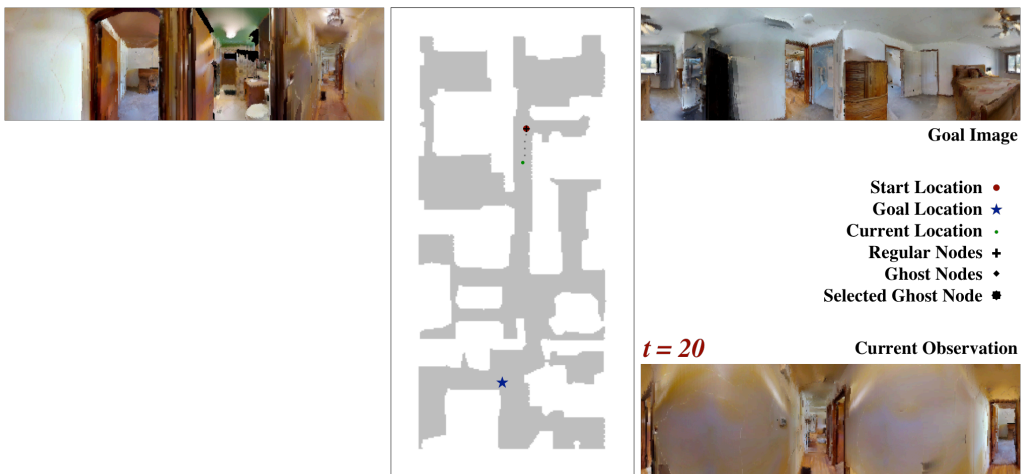 Goal Image
Start Location
Goal Location
Current Location
Regular Nodes
Ghost Nodes
Selected Ghost Node
t = 20
Current Observation